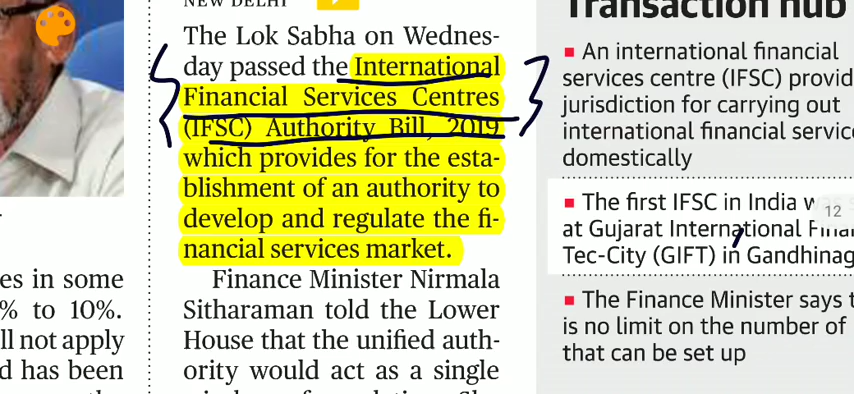 NEW DELHI
The Lok Sabha on Wednes-
day passed the International
Financial Services Centres
(IFSC) Authority Bill, 2019
which provides for the esta-
blishment of an authority to
develop and regulate the fi-
nancial services market.
Finance Minister Nirmala
Sitharaman told the Lower
House that the unified auth-
ority would act as a single
es in some
% to 10%.
ll not apply
d has been
Transaction hub
An international financial
services centre (IFSC) provid
jurisdiction for carrying out
international financial service
domestically
The first IFSC in India
at Gujarat International Finan
Tec-City (GIFT) in Gandhinag
The Finance Minister says t
is no limit on the number of
that can be set up
12